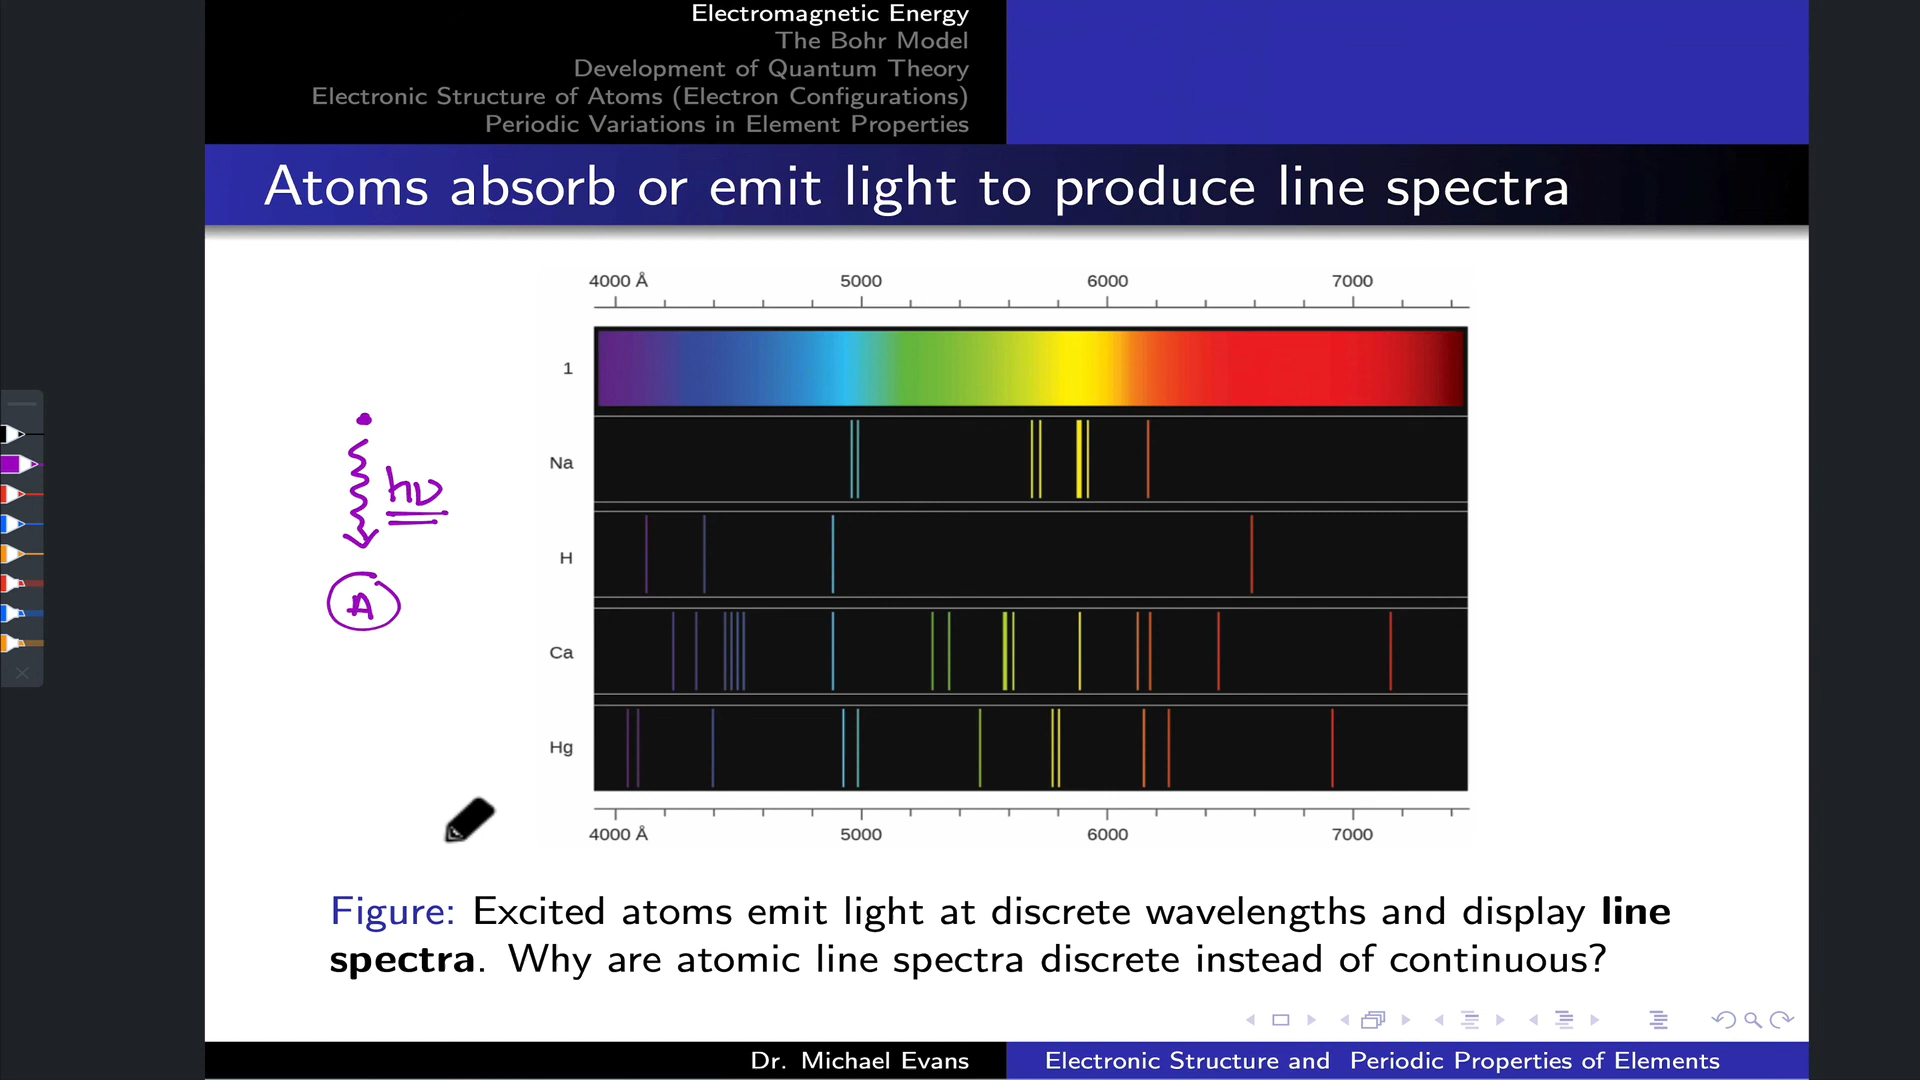 Electromagnetic Energy
The Bohr Model
Development of Quantum Theory
Electronic Structure of Atoms (Electron Configurations)
Periodic Variations in Element Properties
Atoms absorb or emit light to produce line spectra
4000 Å 5000 6000 7000
1
Na
H
Ca
Hg
4000 Å 5000 6000 7000
hν
A
Figure: Excited atoms emit light at discrete wavelengths and display line
spectra. Why are atomic line spectra discrete instead of continuous?
Dr. Michael Evans
Electronic Structure and Periodic Properties of Elements